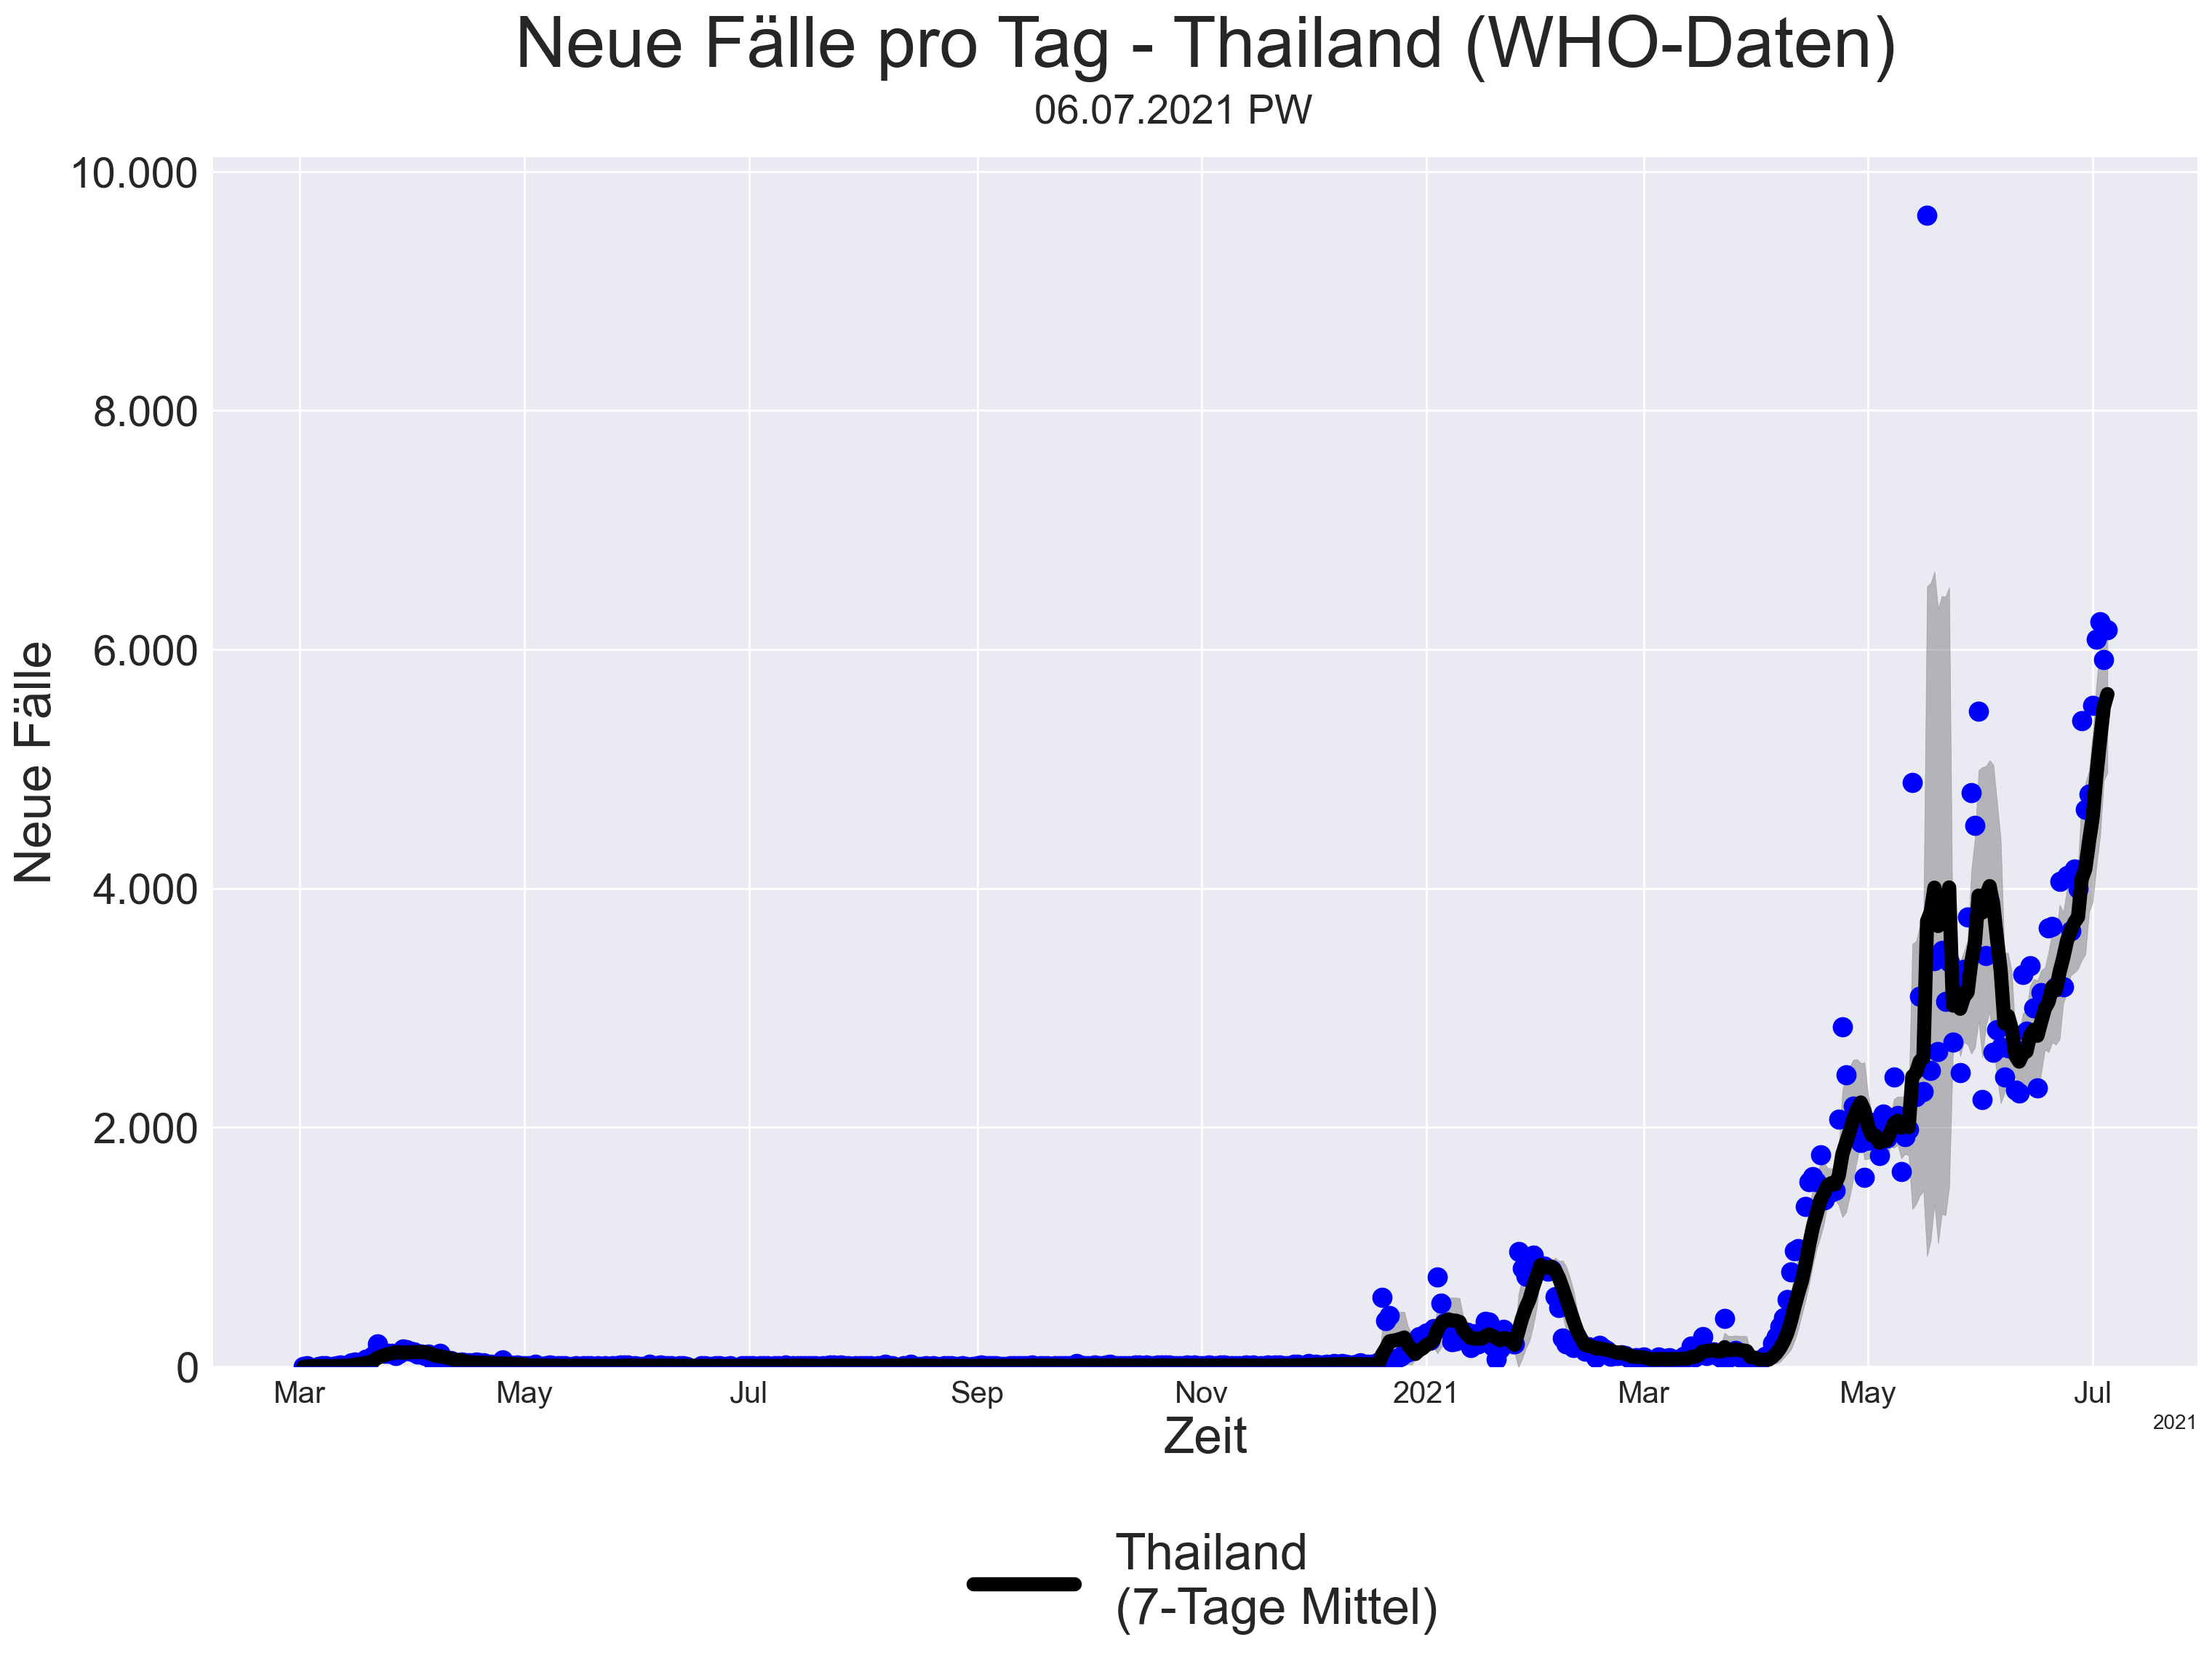 Neue Fälle pro Tag - Thailand (WHO-Daten)
06.07.2021 PW
10.000
8.000
6.000
4.000
2.000
0
Neue Fälle
Mar May Jul Sep Nov 2021 Mar May Jul
2021
Zeit
Thailand
(7-Tage Mittel)